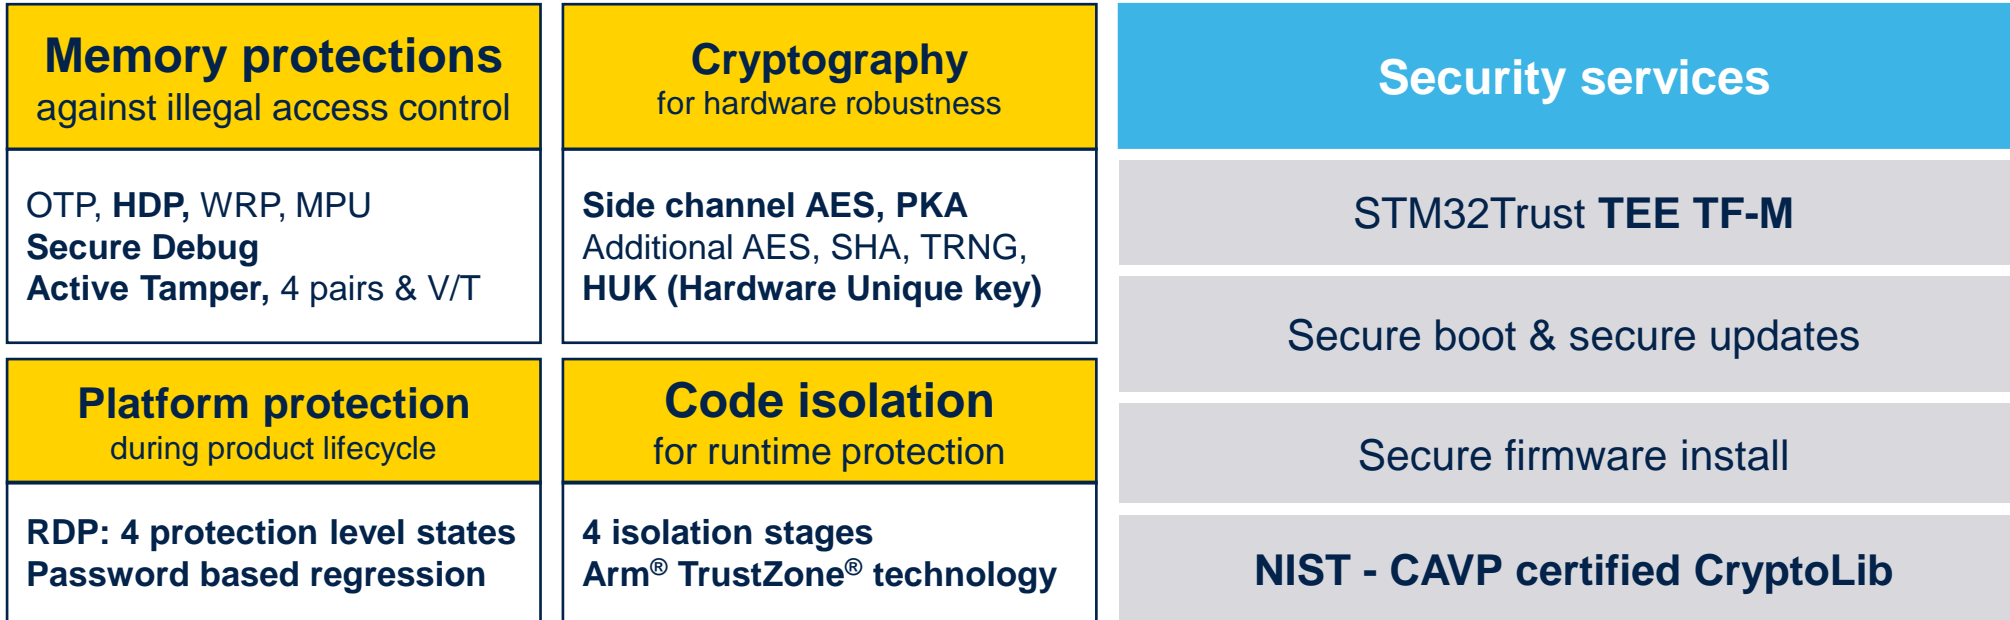 Memory protections
against illegal access control
OTP, HDP, WRP, MPU
Secure Debug
Active Tamper, 4 pairs & V/T
Cryptography
for hardware robustness
Side channel AES, PKA
Additional AES, SHA, TRNG,
HUK (Hardware Unique key)
Platform protection
during product lifecycle
RDP: 4 protection level states
Password based regression
Code isolation
for runtime protection
4 isolation stages
Arm® TrustZone® technology
Security services
STM32Trust TEE TF-M
Secure boot & secure updates
Secure firmware install
NIST - CAVP certified CryptoLib